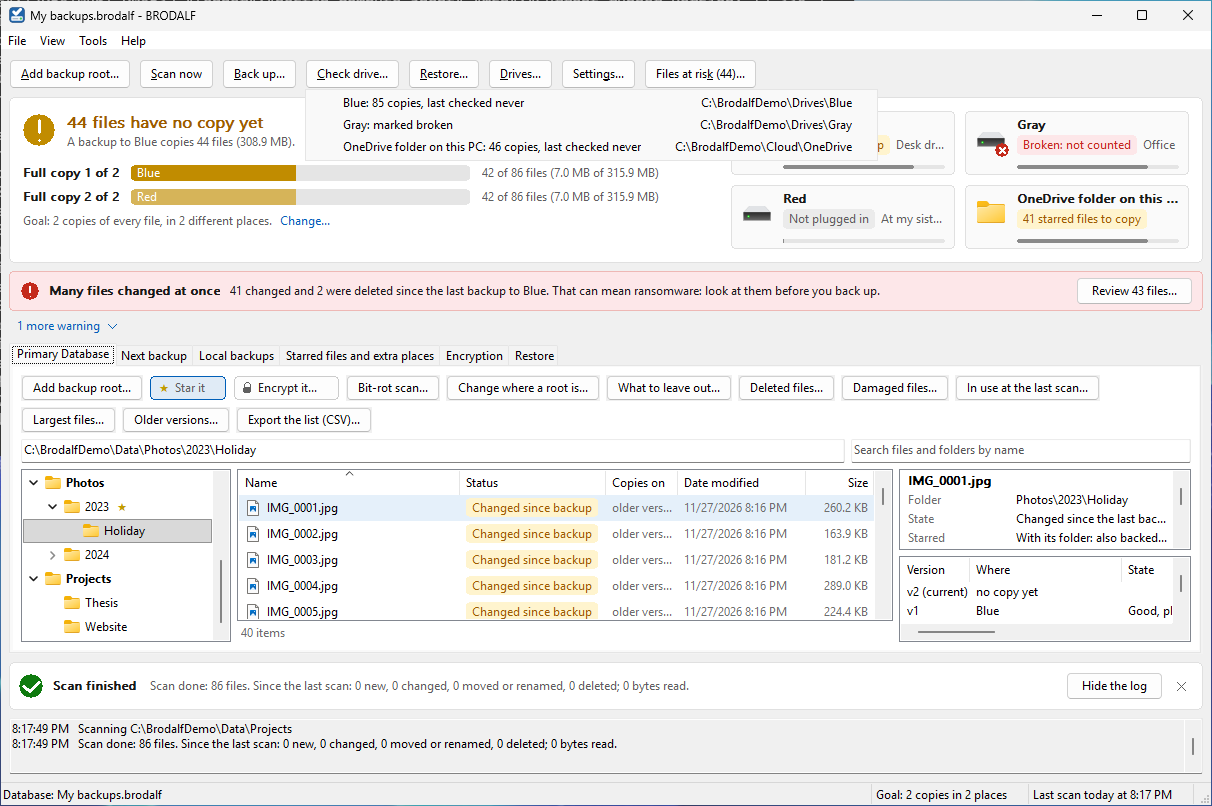 My backups.brodalf - BRODALF
File View Tools Help
Add backup root... Scan now Back up... Check drive... Restore... Drives... Settings... Files at risk (44)...
Blue: 85 copies, last checked never C:\BrodalfDemo\Drives\Blue
Gray: marked broken C:\BrodalfDemo\Drives\Gray
OneDrive folder on this PC: 46 copies, last checked never C:\BrodalfDemo\Cloud\OneDrive
44 files have no copy yet
A backup to Blue copies 44 files (308.9 MB).
Full copy 1 of 2 Blue 42 of 86 files (7.0 MB of 315.9 MB)
Full copy 2 of 2 Red 42 of 86 files (7.0 MB of 315.9 MB)
Goal: 2 copies of every file, in 2 different places. Change...
Desk dr...
Gray
Broken: not counted Office
Red
Not plugged in At my sist...
OneDrive folder on this ...
41 starred files to copy
Many files changed at once 41 changed and 2 were deleted since the last backup to Blue. That can mean ransomware: look at them before you back up. Review 43 files...
1 more warning
Primary Database Next backup Local backups Starred files and extra places Encryption Restore
Add backup root... Star it Encrypt it... Bit-rot scan... Change where a root is... What to leave out... Deleted files... Damaged files... In use at the last scan...
Largest files... Older versions... Export the list (CSV)...
C:\BrodalfDemo\Data\Photos\2023\Holiday Search files and folders by name
Photos
2023
Holiday
2024
Projects
Thesis
Website
Name Status Copies on Date modified Size
IMG_0001.jpg Changed since backup older vers... 11/27/2026 8:16 PM 260.2 KB
IMG_0002.jpg Changed since backup older vers... 11/27/2026 8:16 PM 163.9 KB
IMG_0003.jpg Changed since backup older vers... 11/27/2026 8:16 PM 181.2 KB
IMG_0004.jpg Changed since backup older vers... 11/27/2026 8:16 PM 289.0 KB
IMG_0005.jpg Changed since backup older vers... 11/27/2026 8:16 PM 224.4 KB
40 items
IMG_0001.jpg
Folder Photos\2023\Holiday
State Changed since the last bac...
Starred With its folder: also backed...
Version Where State
v2 (current) no copy yet
v1 Blue Good, pl
Scan finished Scan done: 86 files. Since the last scan: 0 new, 0 changed, 0 moved or renamed, 0 deleted; 0 bytes read. Hide the log
8:17:49 PM Scanning C:\BrodalfDemo\Data\Projects
8:17:49 PM Scan done: 86 files. Since the last scan: 0 new, 0 changed, 0 moved or renamed, 0 deleted; 0 bytes read.
Database: My backups.brodalf Goal: 2 copies in 2 places Last scan today at 8:17 PM